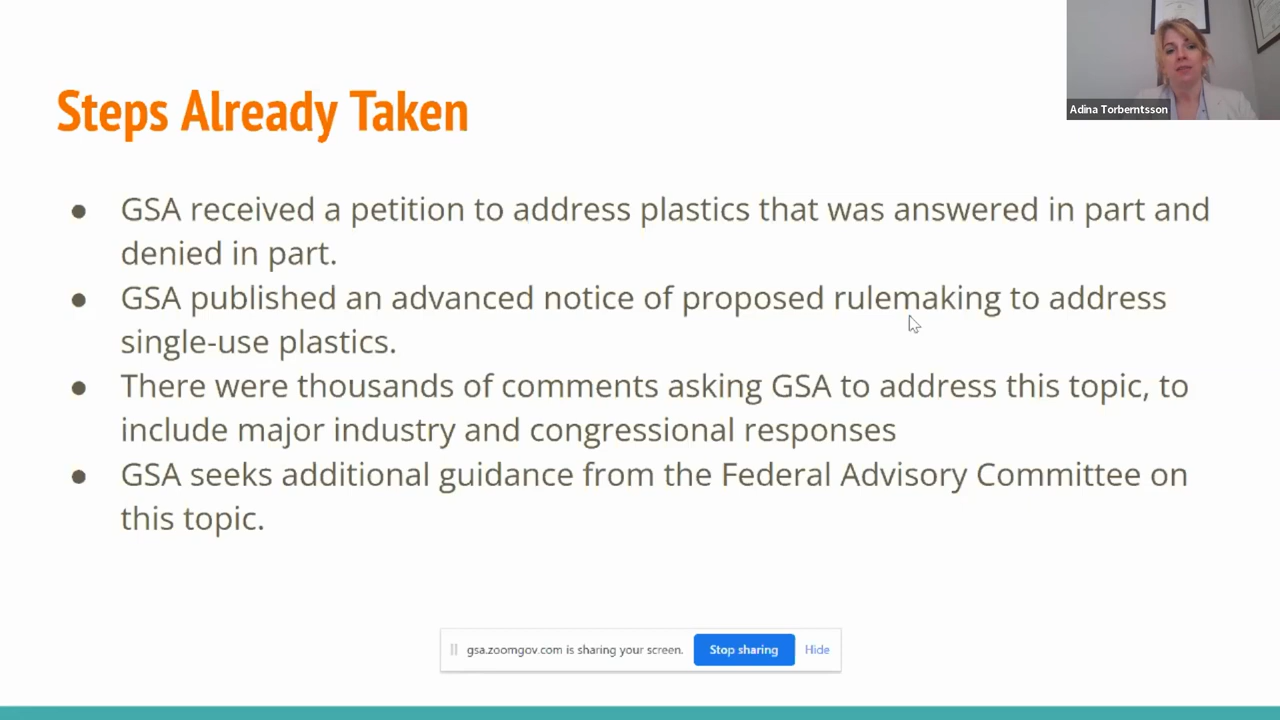 Adina Torberntsson
Steps Already Taken
● GSA received a petition to address plastics that was answered in part and
denied in part.
● GSA published an advanced notice of proposed rulemaking to address
single-use plastics.
● There were thousands of comments asking GSA to address this topic, to
include major industry and congressional responses
● GSA seeks additional guidance from the Federal Advisory Committee on
this topic.
gsa.zoomgov.com is sharing your screen. Stop sharing Hide